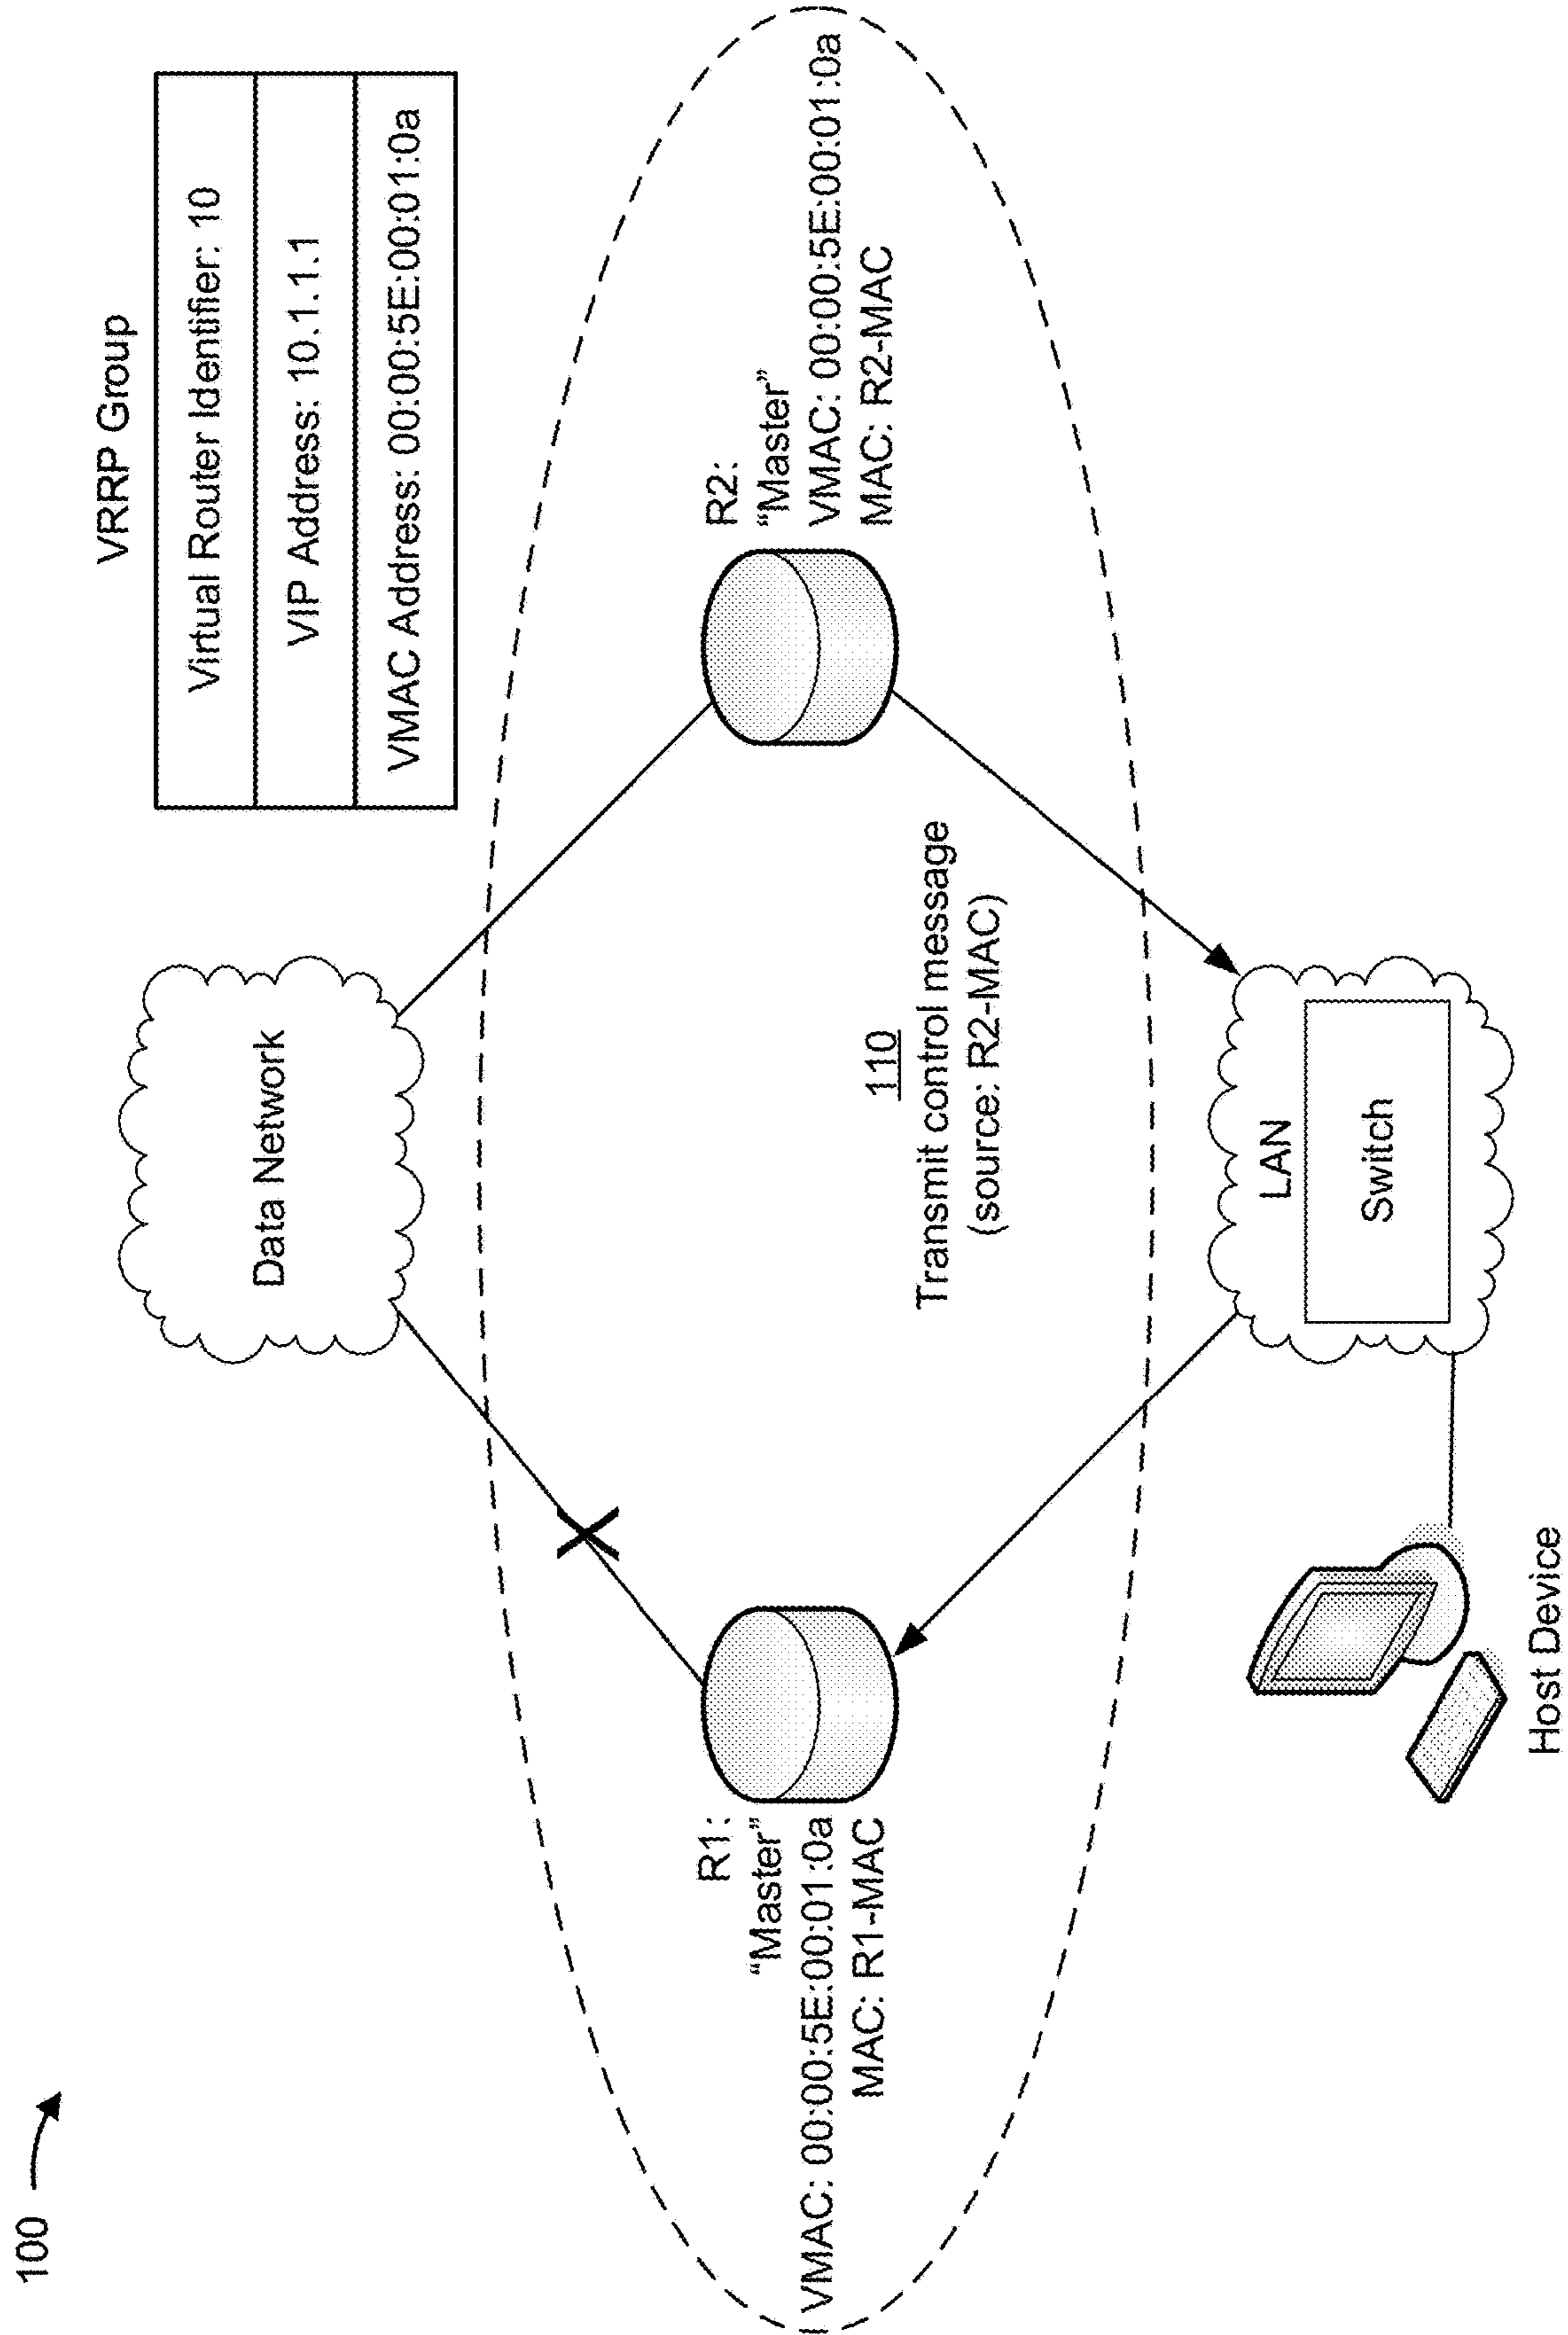 100
VRRP Group
Virtual Router Identifier: 10
VIP Address: 10.1.1.1
VMAC Address: 00:00:5E:00:01:0a
Data Network
R1:
“Master”
VMAC: 00:00:5E:00:01:0a
MAC: R1-MAC
R2:
“Master”
VMAC: 00:00:5E:00:01:0a
MAC: R2-MAC
110
Transmit control message
(source: R2-MAC)
LAN
Switch
Host Device